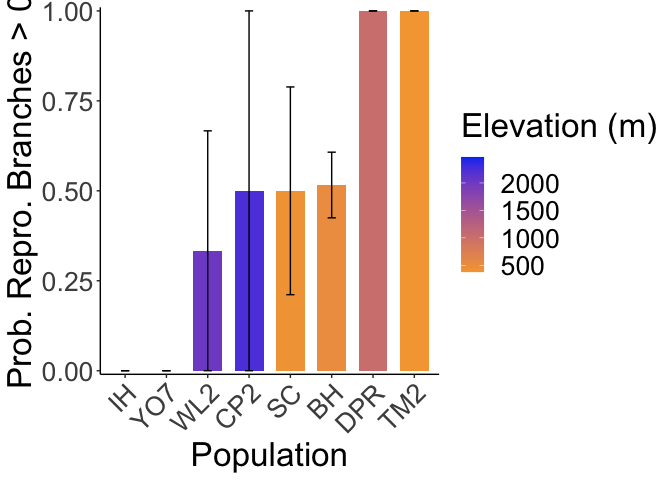 Prob. Repro. Branches >
1.00
0.75
0.50
0.25
0.00
IH
YO7
WL2
CP2
SC
BH
DPR
TM2
Population
Elevation (m)
2000
1500
1000
500